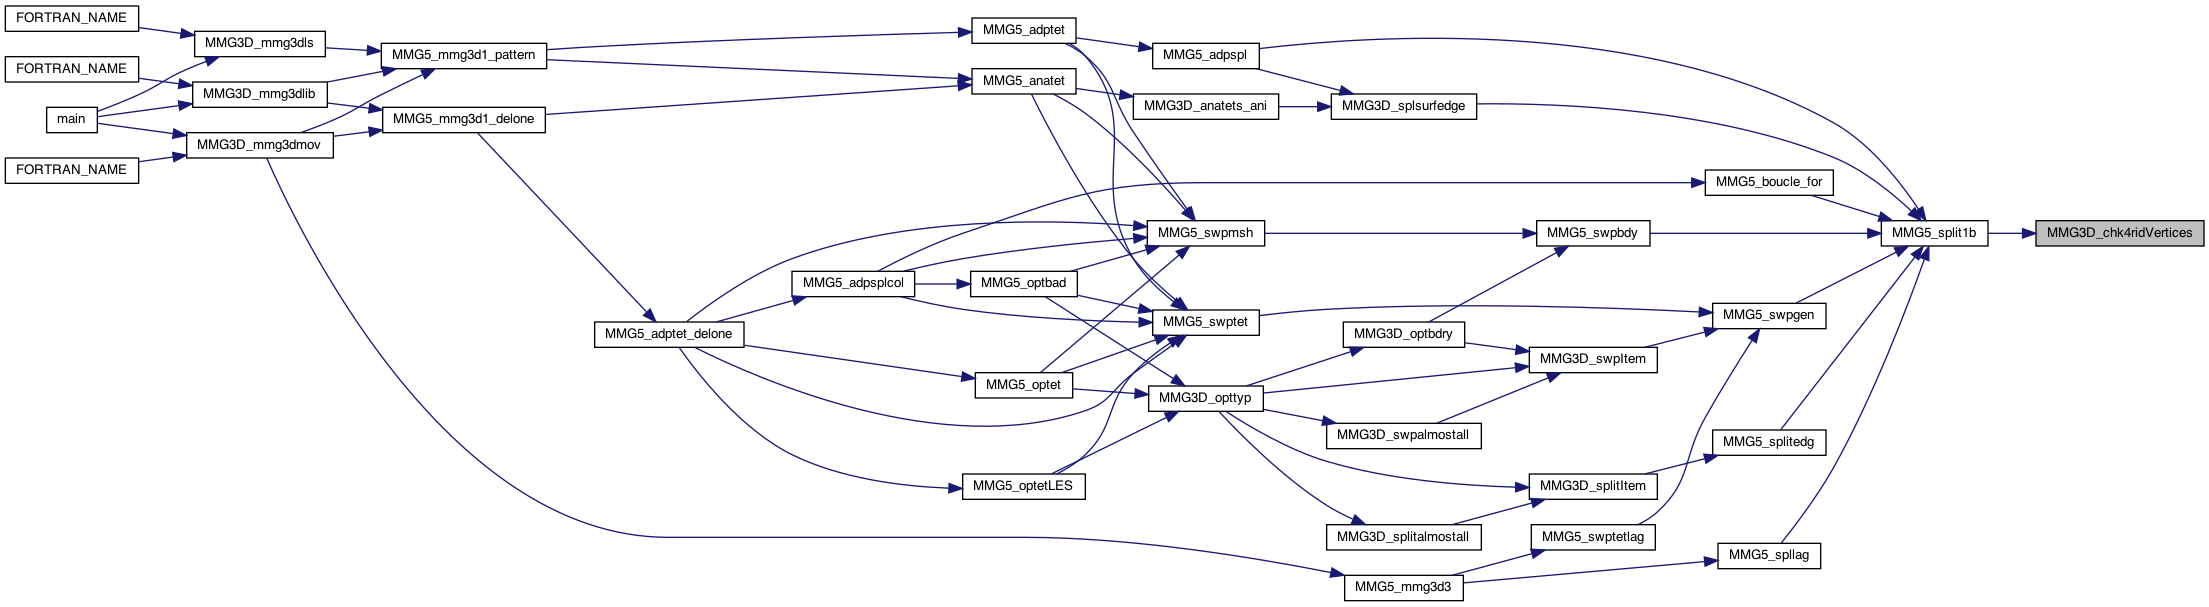 FORTRAN_NAME
MMG3D_mmg3dls
FORTRAN_NAME
MMG3D_mmg3dlib
main
MMG3D_mmg3dmov
FORTRAN_NAME
MMG5_mmg3d1_pattern
MMG5_mmg3d1_delone
MMG5_adptet_delone
MMG5_adpsplcol
MMG5_adptet
MMG5_anatet
MMG5_optbad
MMG5_optet
MMG5_optetLES
MMG5_adpspl
MMG3D_anatets_ani
MMG5_swpmsh
MMG5_swptet
MMG3D_opttyp
MMG3D_splsurfedge
MMG3D_optbdry
MMG3D_swpalmostall
MMG3D_splitalmostall
MMG5_mmg3d3
MMG5_swpbdy
MMG3D_swpItem
MMG3D_splitItem
MMG5_swptetlag
MMG5_boucle_for
MMG5_swpgen
MMG5_splitedg
MMG5_spllag
MMG5_split1b
MMG3D_chk4ridVertices